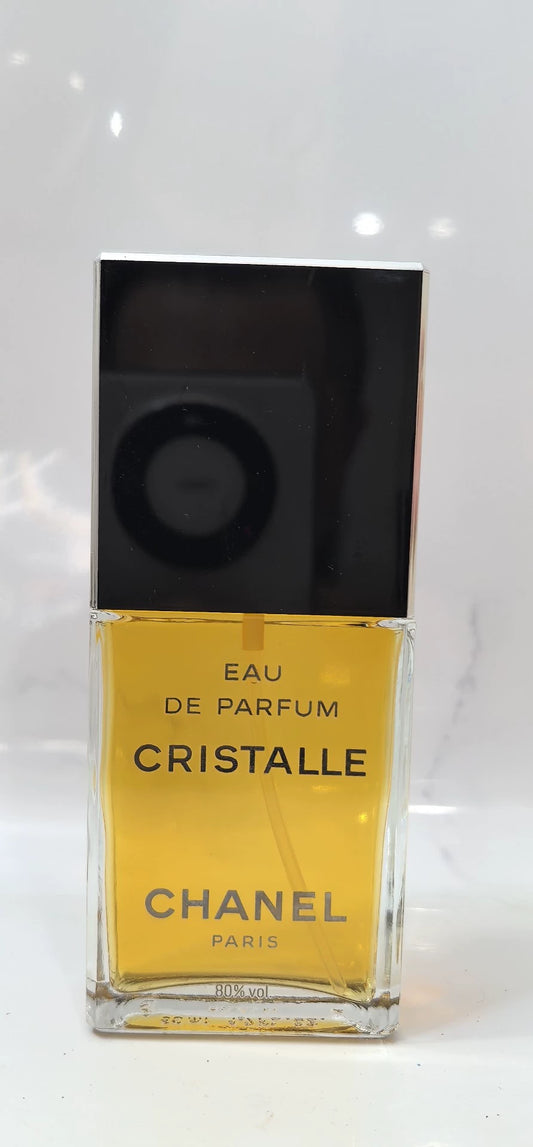 EAU
DE PARFUM
CRISTALLE
CHANEL
PARIS
80% vol